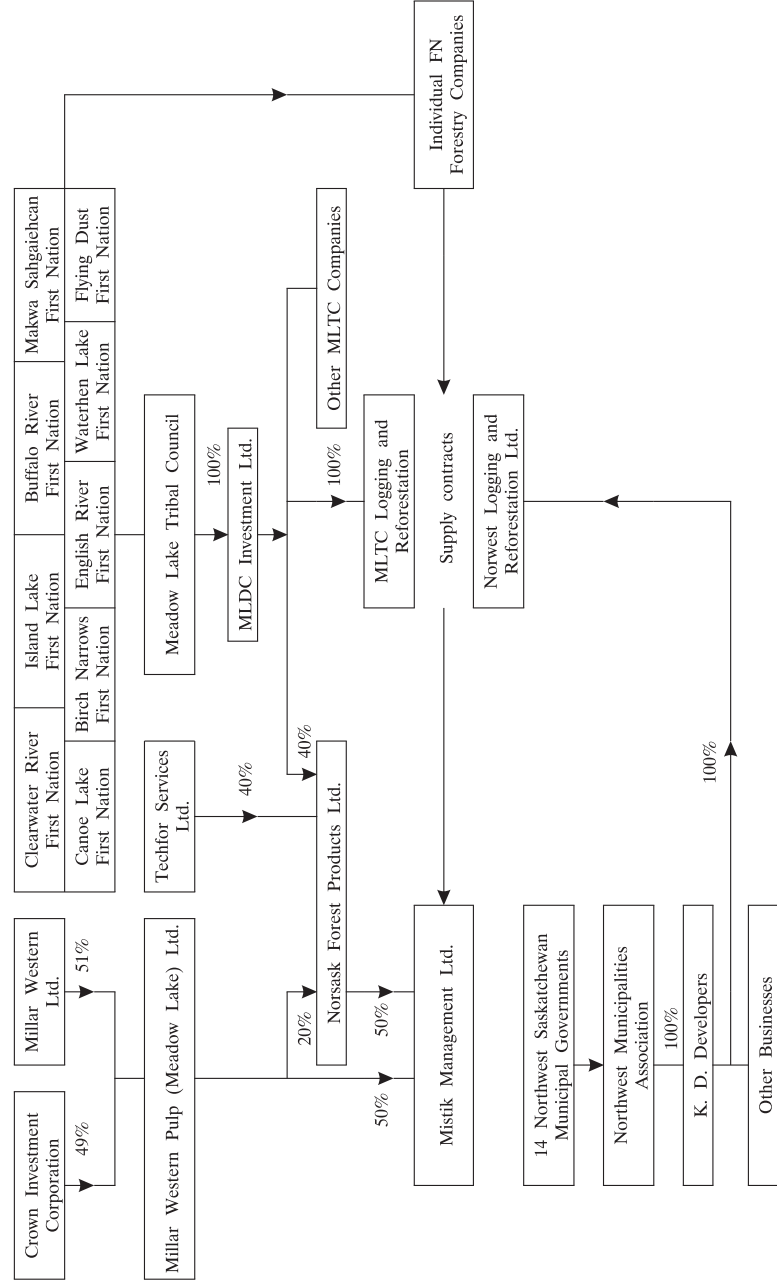 Crown Investment
Corporation
49%
Millar Western
Ltd.
51%
Clearwater River
First Nation
Island Lake
First Nation
Buffalo River
First Nation
Makwa Sahgaiehcan
First Nation
Canoe Lake
First Nation
Birch Narrows
First Nation
English River
First Nation
Waterhen Lake
First Nation
Flying Dust
First Nation
Millar Western Pulp (Meadow Lake) Ltd.
Techfor Services
Ltd.
Meadow Lake Tribal Council
40%
100%
MLDC Investment Ltd.
20%
40%
Norsask Forest Products Ltd.
100%
Other MLTC Companies
50%
50%
MLTC Logging and
Reforestation
Individual FN
Forestry Companies
Mistik Management Ltd.
Supply contracts
Norwest Logging and
Reforestation Ltd.
14 Northwest Saskatchewan
Municipal Governments
Northwest Municipalities
Association
100%
K. D. Developers
100%
Other Businesses